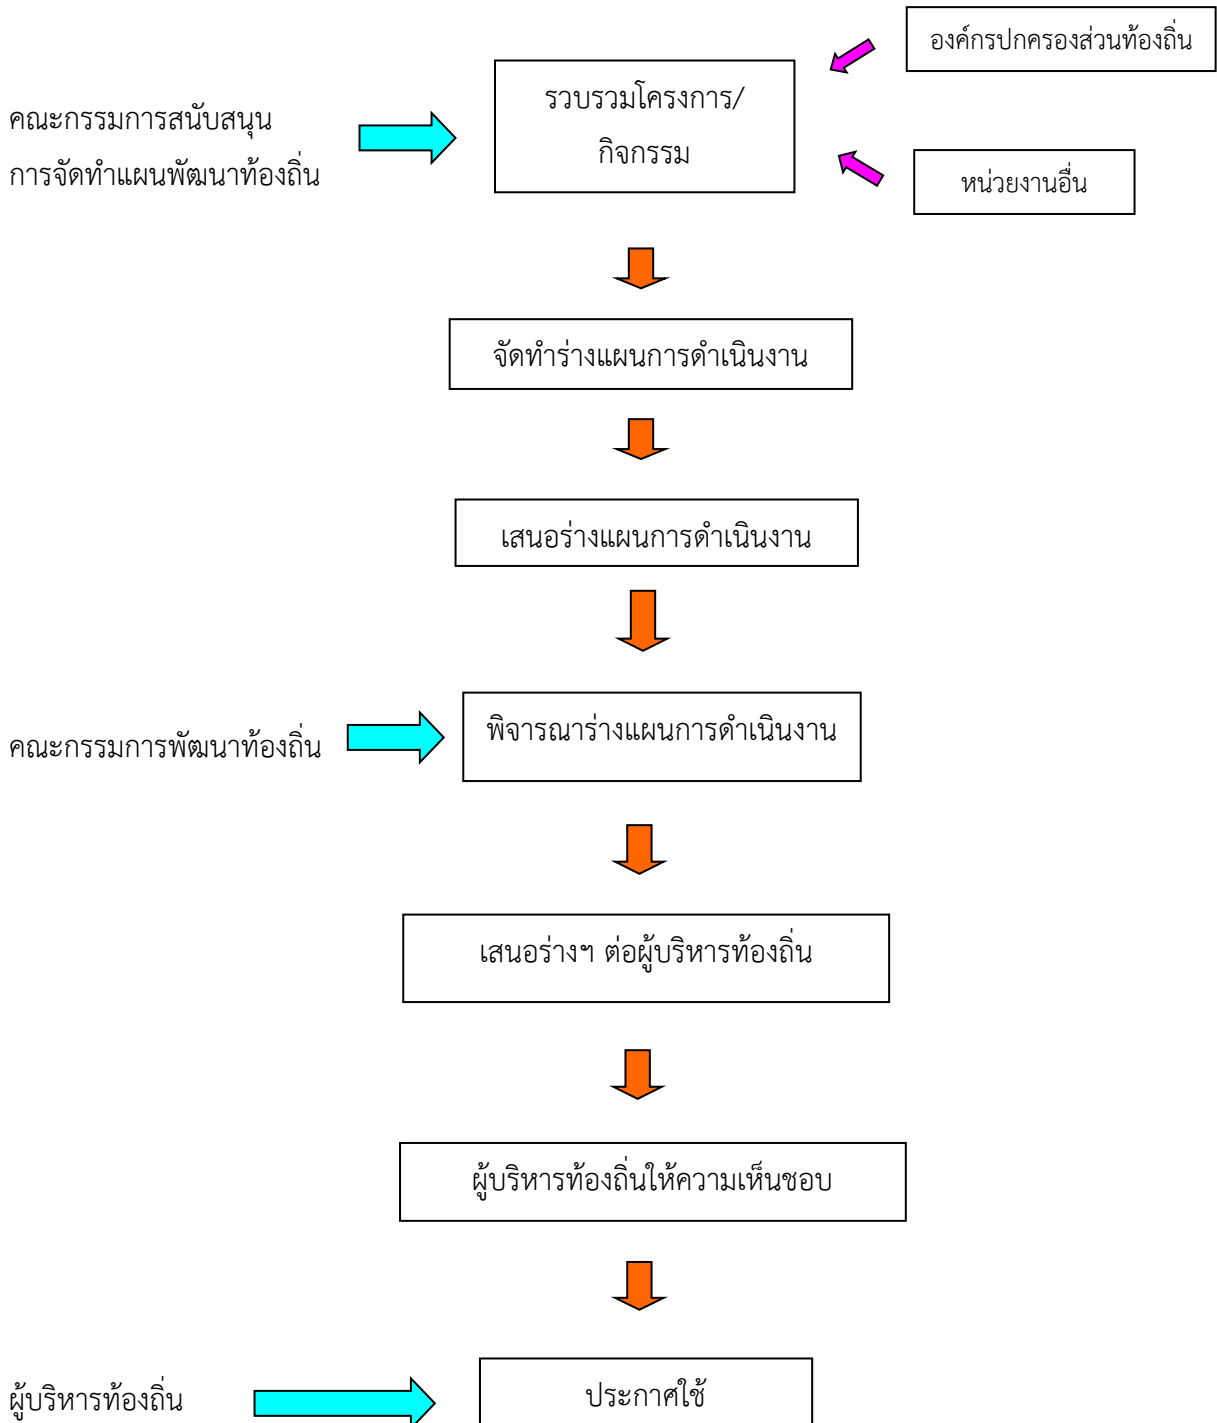 องค์กรปกครองส่วนท้องถิ่น
รวบรวมโครงการ/
กิจกรรม
คณะกรรมการสนับสนุน
การจัดทำแผนพัฒนาท้องถิ่น
หน่วยงานอื่น
จัดทำร่างแผนการดำเนินงาน
เสนอร่างแผนการดำเนินงาน
พิจารณาร่างแผนการดำเนินงาน
คณะกรรมการพัฒนาท้องถิ่น
เสนอร่างฯ ต่อผู้บริหารท้องถิ่น
ผู้บริหารท้องถิ่นให้ความเห็นชอบ
ผู้บริหารท้องถิ่น
ประกาศใช้